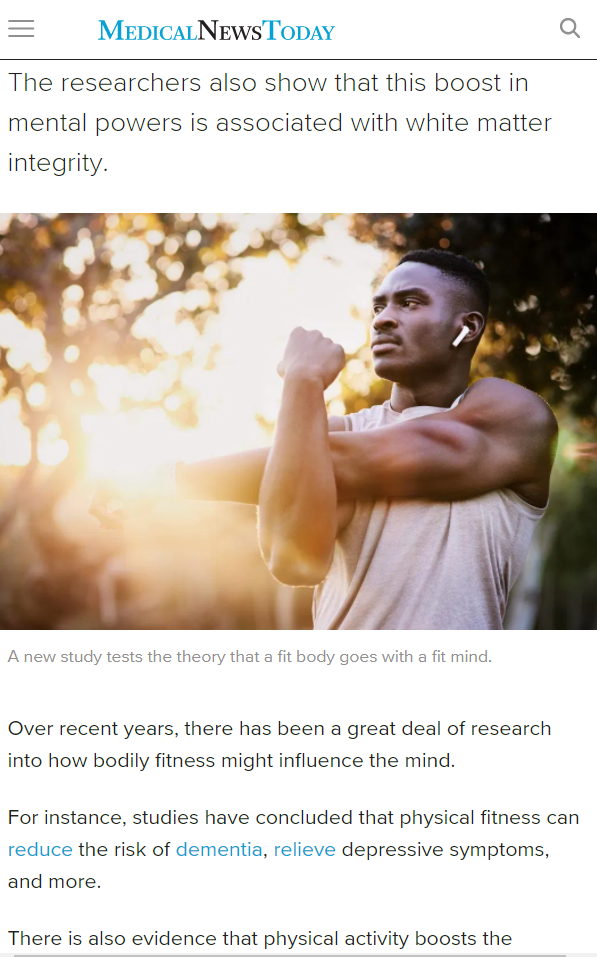 MEDICALNEWSTODAY
The researchers also show that this boost in
mental powers is associated with white matter
integrity.
A new study tests the theory that a fit body goes with a fit mind.
Over recent years, there has been a great deal of research
into how bodily fitness might influence the mind.
For instance, studies have concluded that physical fitness can
reduce the risk of dementia, relieve depressive symptoms,
and more.
There is also evidence that physical activity boosts the